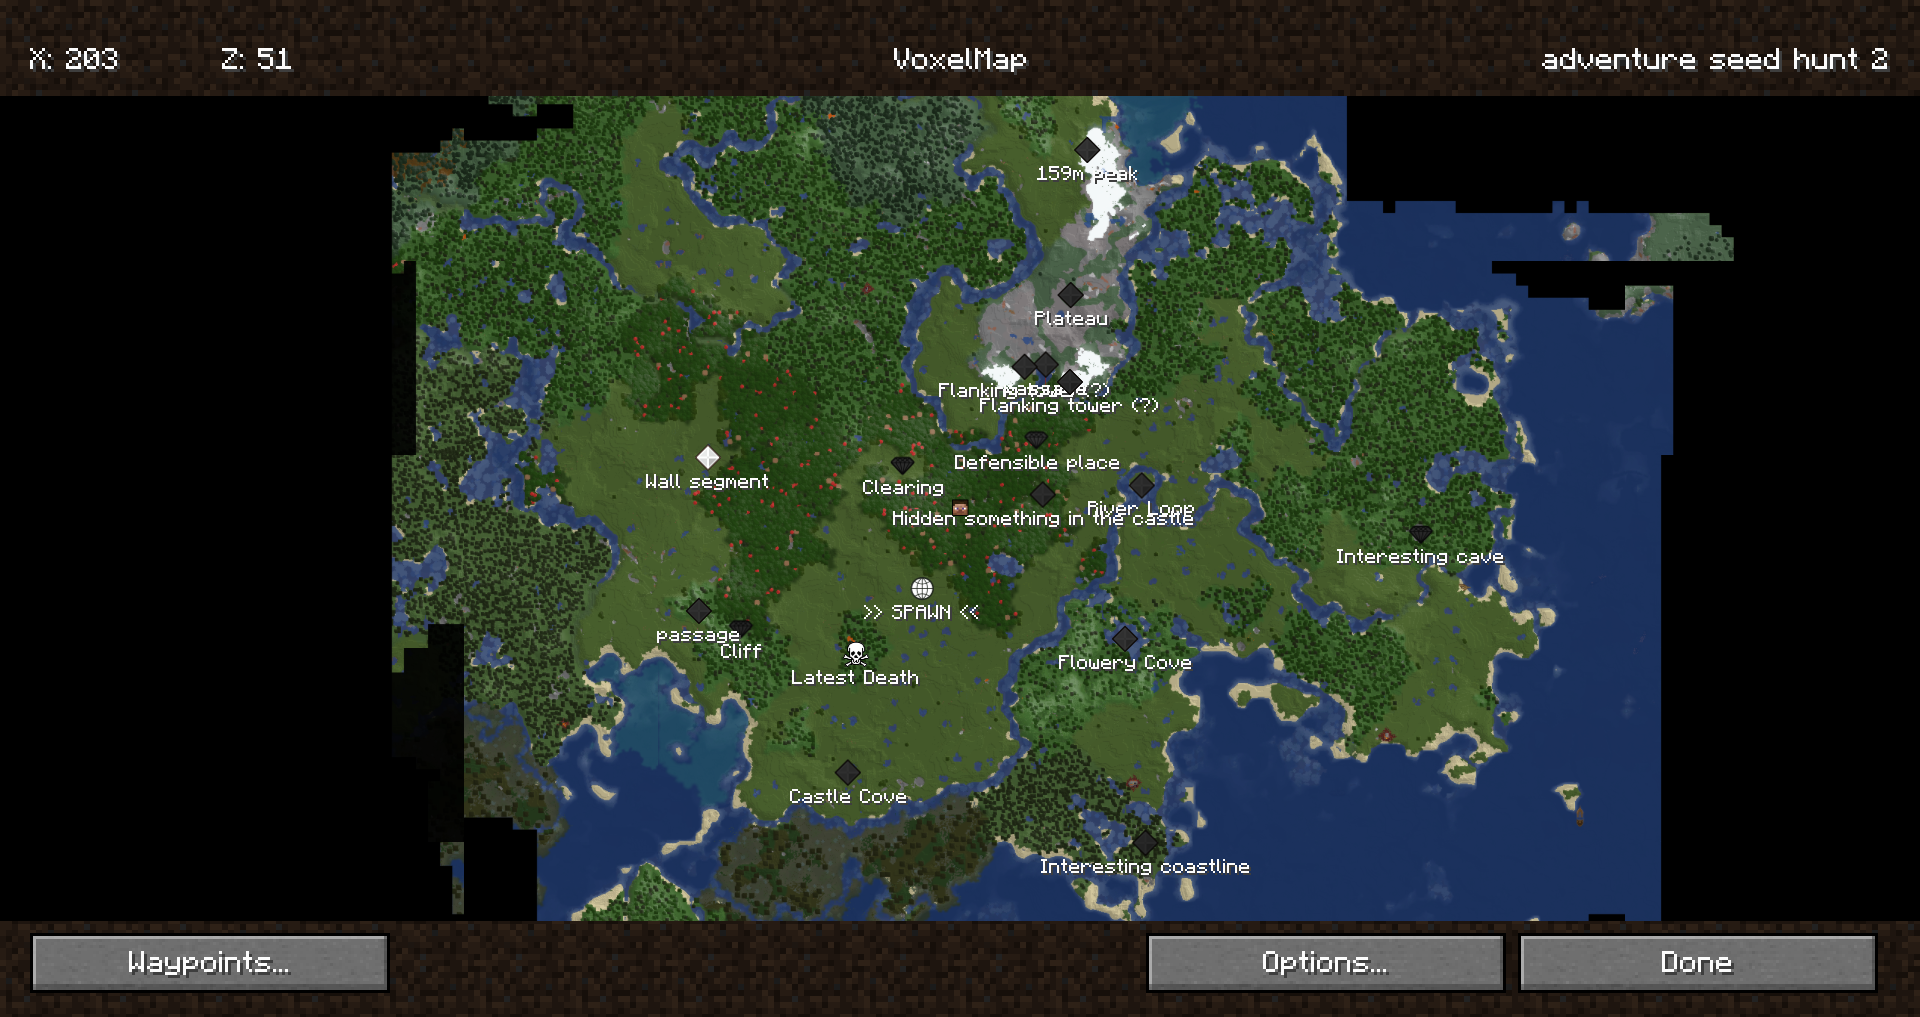 X: 203 Z: 51 VoxelMap adventure seed hunt 2
159m peak
Plateau
Flanking (?)
Flanking tower (?)
Defensible place
Wall segment
Clearing
River Loop
Hidden something in the castle
Interesting cave
>> SPAWN <<
passage
Cliff
Flowery Cove
Latest Death
Castle Cove
Interesting coastline
Waypoints... Options... Done